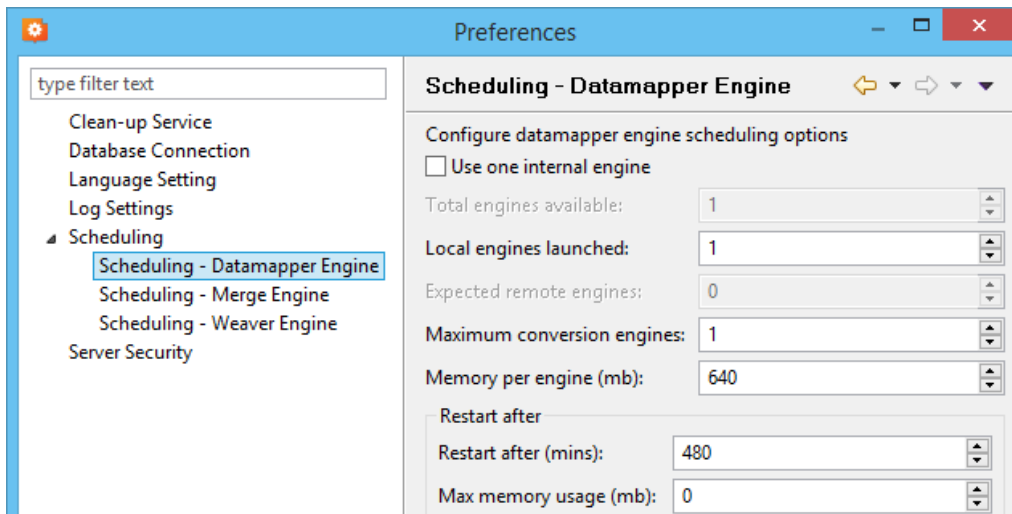 Preferences
type filter text
Clean-up Service
Database Connection
Language Setting
Log Settings
Scheduling
Scheduling - Datamapper Engine
Scheduling - Merge Engine
Scheduling - Weaver Engine
Server Security
Scheduling - Datamapper Engine
Configure datamapper engine scheduling options
Use one internal engine
Total engines available: 1
Local engines launched: 1
Expected remote engines: 0
Maximum conversion engines: 1
Memory per engine (mb): 640
Restart after
Restart after (mins): 480
Max memory usage (mb): 0